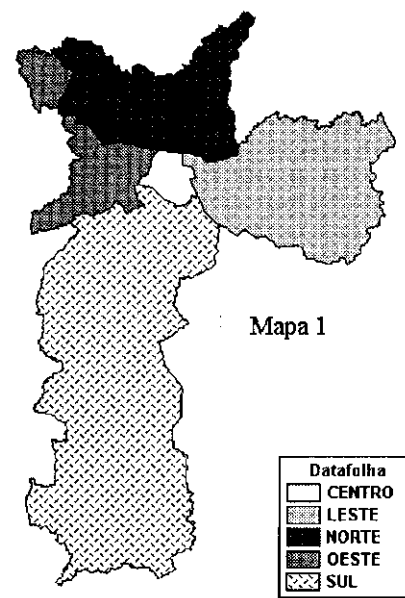 Mapa 1
Datafolha
CENTRO
LESTE
NORTE
OESTE
SUL